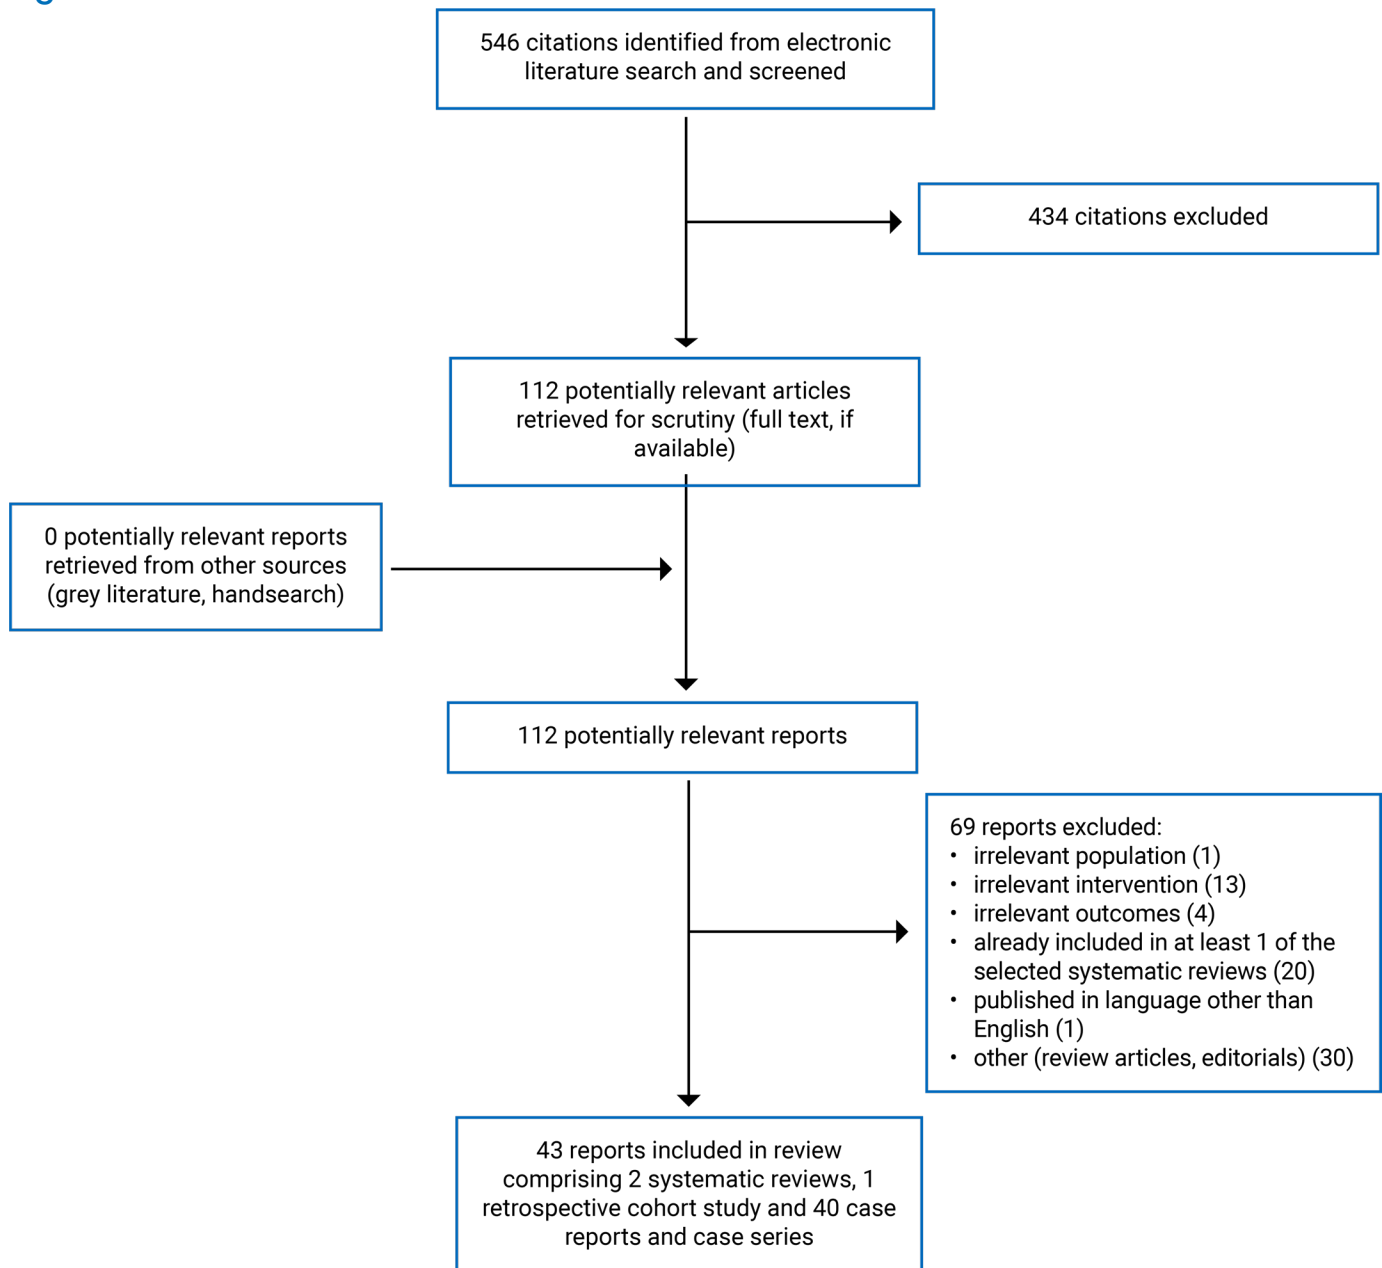 546 citations identified from electronic
literature search and screened
434 citations excluded
112 potentially relevant articles
retrieved for scrutiny (full text, if
available)
0 potentially relevant reports
retrieved from other sources
(grey literature, handsearch)
112 potentially relevant reports
69 reports excluded:
• irrelevant population (1)
• irrelevant intervention (13)
• irrelevant outcomes (4)
• already included in at least 1 of the
selected systematic reviews (20)
• published in language other than
English (1)
• other (review articles, editorials) (30)
43 reports included in review
comprising 2 systematic reviews, 1
retrospective cohort study and 40 case
reports and case series